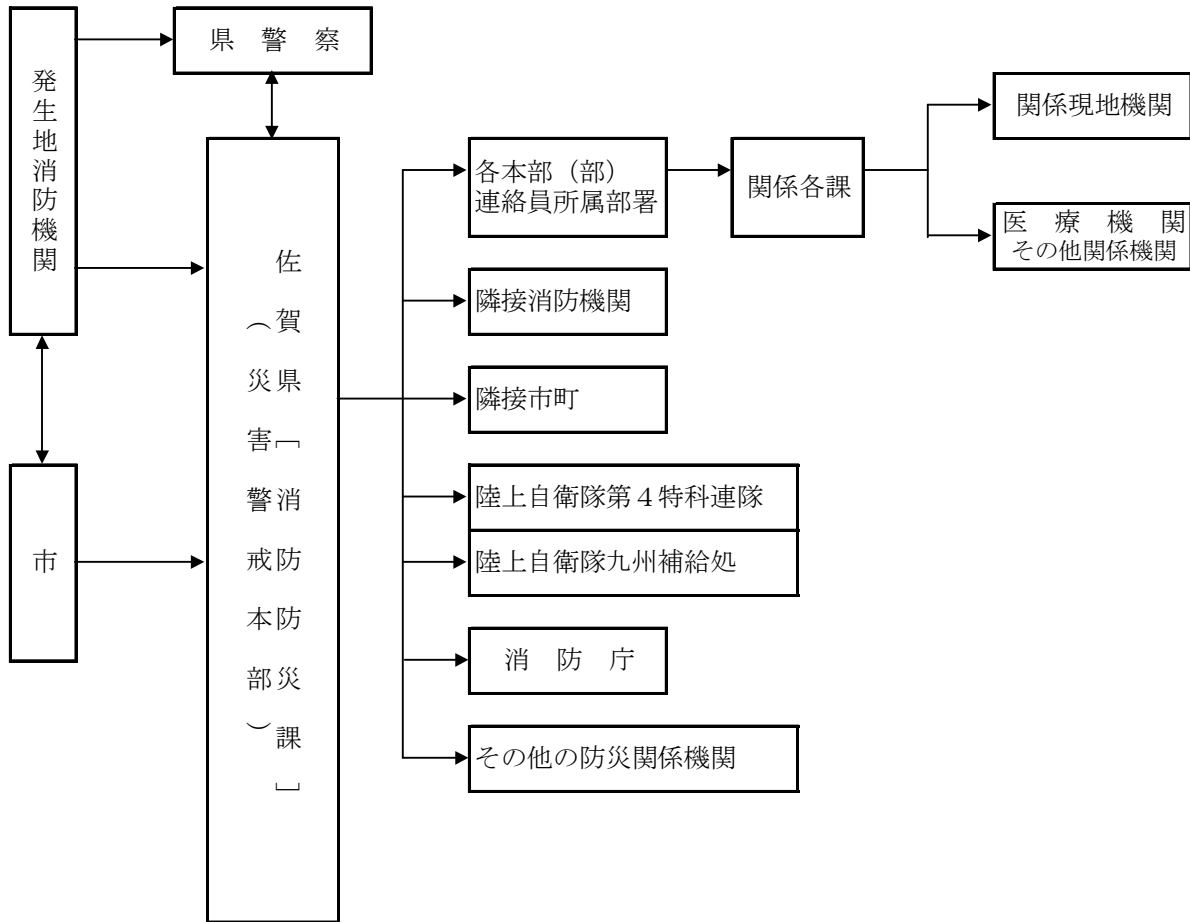 県　警　察
発生地消防機関
市
佐賀県［消防防災課］
（災害警戒本部）
各本部（部）
連絡員所属部署
関係各課
関係現地機関
医　療　機　関
その他関係機関
隣接消防機関
隣接市町
陸上自衛隊第４特科連隊
陸上自衛隊九州補給処
消　防　庁
その他の防災関係機関